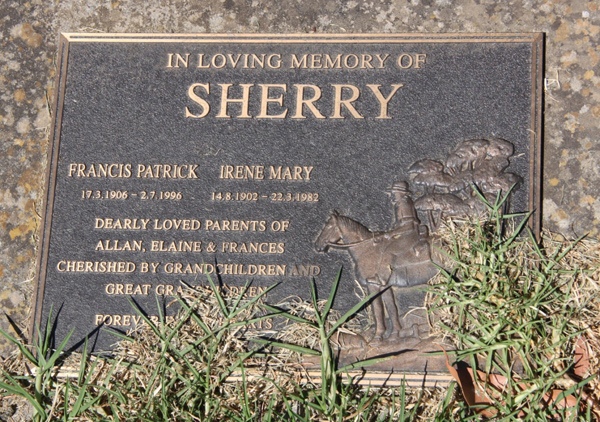 IN LOVING MEMORY OF
SHERRY
FRANCIS PATRICK IRENE MARY
17.3.1906 – 2.7.1996 14.8.1902 – 22.3.1982
DEARLY LOVED PARENTS OF
ALLAN, ELAINE & FRANCES
CHERISHED BY GRANDCHILDREN AND
GREAT